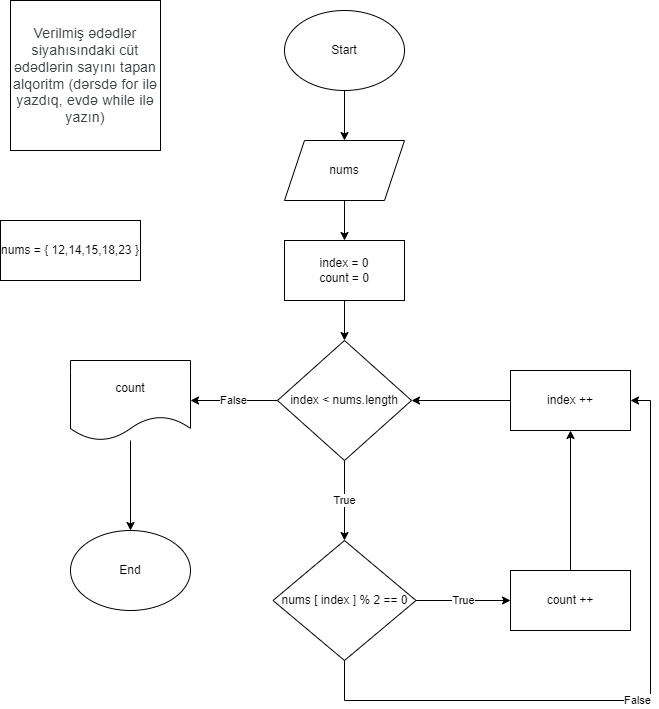 Verilmiş ədədlər
siyahısındaki cüt
ədədlərin sayını tapan
alqoritm (dərsdə for ilə
yazdıq, evdə while ilə
yazın)
Start
nums
nums = { 12,14,15,18,23 }
index = 0
count = 0
count
False
index < nums.length
index ++
True
End
nums [ index ] % 2 == 0
True
count ++
False